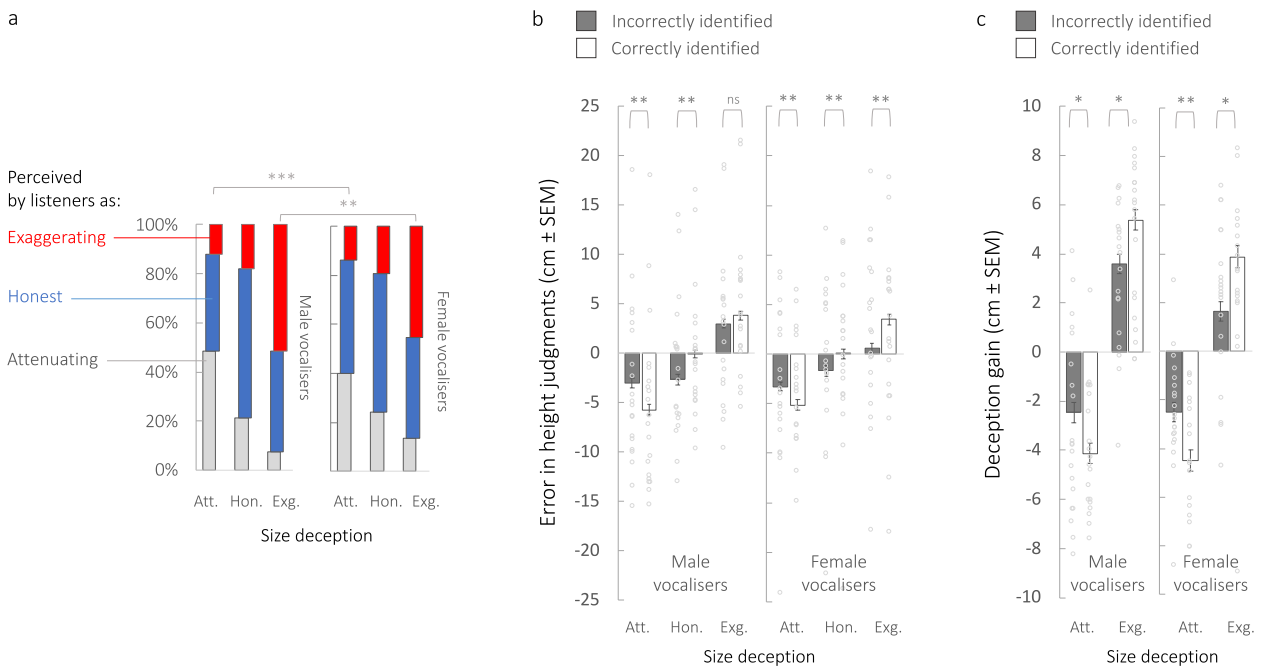 a
Perceived
by listeners as:
Exaggerating
Honest
Attenuating
***
**
100%
80%
60%
40%
20%
0%
Male vocalisers
Female vocalisers
Att. Hon. Exg. Att. Hon. Exg.
Size deception
b
Incorrectly identified
Correctly identified
Error in height judgments (cm ± SEM)
25
20
15
10
5
0
-5
-10
-15
-20
-25
** ** ns ** ** **
Male
vocalisers
Female
vocalisers
Att. Hon. Exg. Att. Hon. Exg.
Size deception
c
Incorrectly identified
Correctly identified
Deception gain (cm ± SEM)
10
8
6
4
2
0
-2
-4
-6
-8
-10
* * ** *
Male
vocalisers
Female
vocalisers
Att. Exg. Att. Exg.
Size deception